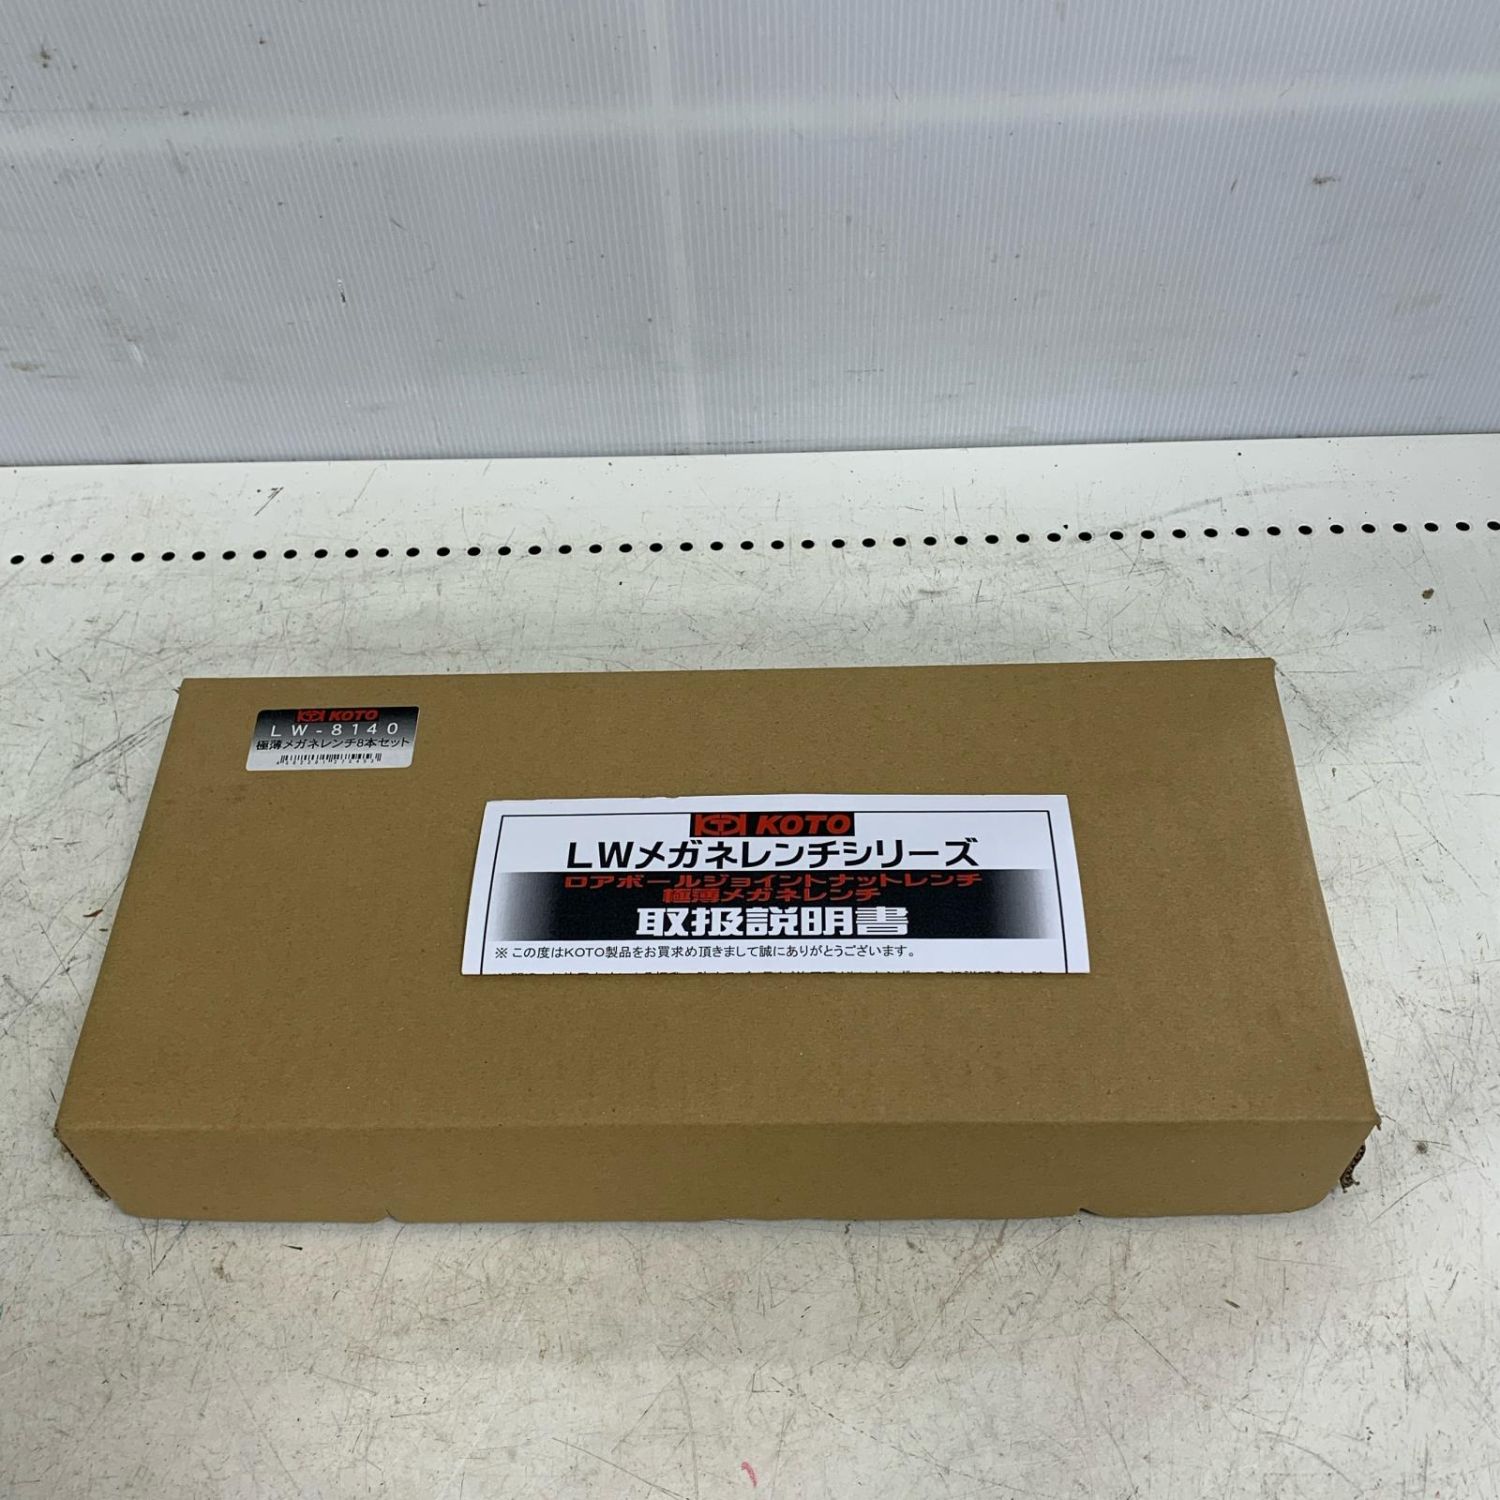 KOTO
LW-8140
極薄メガネレンチ8本セット
KOTO
LWメガネレンチシリーズ
ロアボールジョイントナットレンチ
極薄メガネレンチ
取扱説明書
※この度はKOTO製品をお買求め頂きまして誠にありがとうございます。